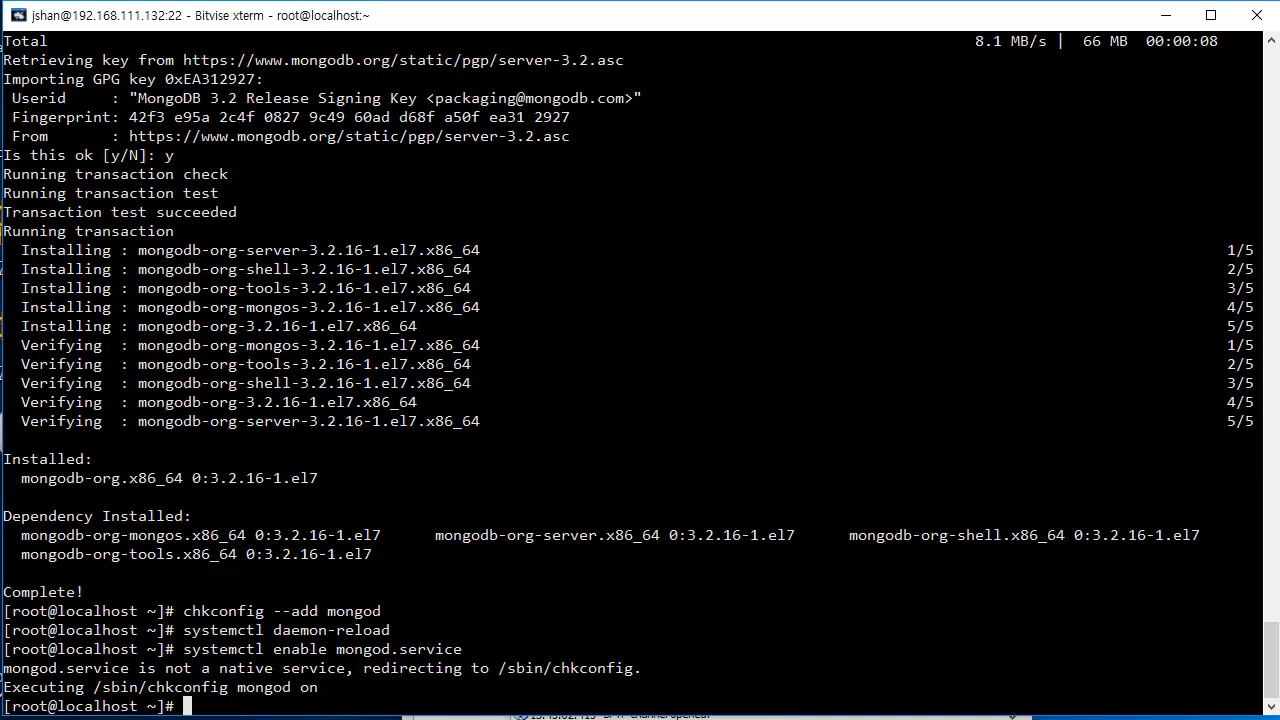 jshan@192.168.111.132:22 - Bitvise xterm - root@localhost:~
Total 8.1 MB/s | 66 MB 00:00:08
Retrieving key from https://www.mongodb.org/static/pgp/server-3.2.asc
Importing GPG key 0xEA312927:
Userid : "MongoDB 3.2 Release Signing Key <packaging@mongodb.com>"
Fingerprint: 42f3 e95a 2c4f 0827 9c49 60ad d68f a50f ea31 2927
From : https://www.mongodb.org/static/pgp/server-3.2.asc
Is this ok [y/N]: y
Running transaction check
Running transaction test
Transaction test succeeded
Running transaction
Installing : mongodb-org-server-3.2.16-1.el7.x86_64 1/5
Installing : mongodb-org-shell-3.2.16-1.el7.x86_64 2/5
Installing : mongodb-org-tools-3.2.16-1.el7.x86_64 3/5
Installing : mongodb-org-mongos-3.2.16-1.el7.x86_64 4/5
Installing : mongodb-org-3.2.16-1.el7.x86_64 5/5
Verifying : mongodb-org-mongos-3.2.16-1.el7.x86_64 1/5
Verifying : mongodb-org-tools-3.2.16-1.el7.x86_64 2/5
Verifying : mongodb-org-shell-3.2.16-1.el7.x86_64 3/5
Verifying : mongodb-org-3.2.16-1.el7.x86_64 4/5
Verifying : mongodb-org-server-3.2.16-1.el7.x86_64 5/5
Installed:
mongodb-org.x86_64 0:3.2.16-1.el7
Dependency Installed:
mongodb-org-mongos.x86_64 0:3.2.16-1.el7 mongodb-org-server.x86_64 0:3.2.16-1.el7 mongodb-org-shell.x86_64 0:3.2.16-1.el7
mongodb-org-tools.x86_64 0:3.2.16-1.el7
Complete!
[root@localhost ~]# chkconfig --add mongod
[root@localhost ~]# systemctl daemon-reload
[root@localhost ~]# systemctl enable mongod.service
mongod.service is not a native service, redirecting to /sbin/chkconfig.
Executing /sbin/chkconfig mongod on
[root@localhost ~]#